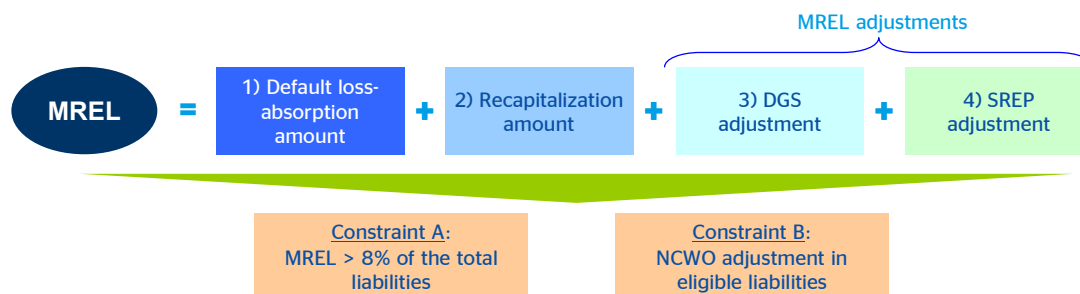 MREL adjustments
MREL
=
1) Default loss-
absorption
amount
+
2) Recapitalization
amount
+
3) DGS
adjustment
+
4) SREP
adjustment
Constraint A:
MREL > 8% of the total
liabilities
Constraint B:
NCWO adjustment in
eligible liabilities